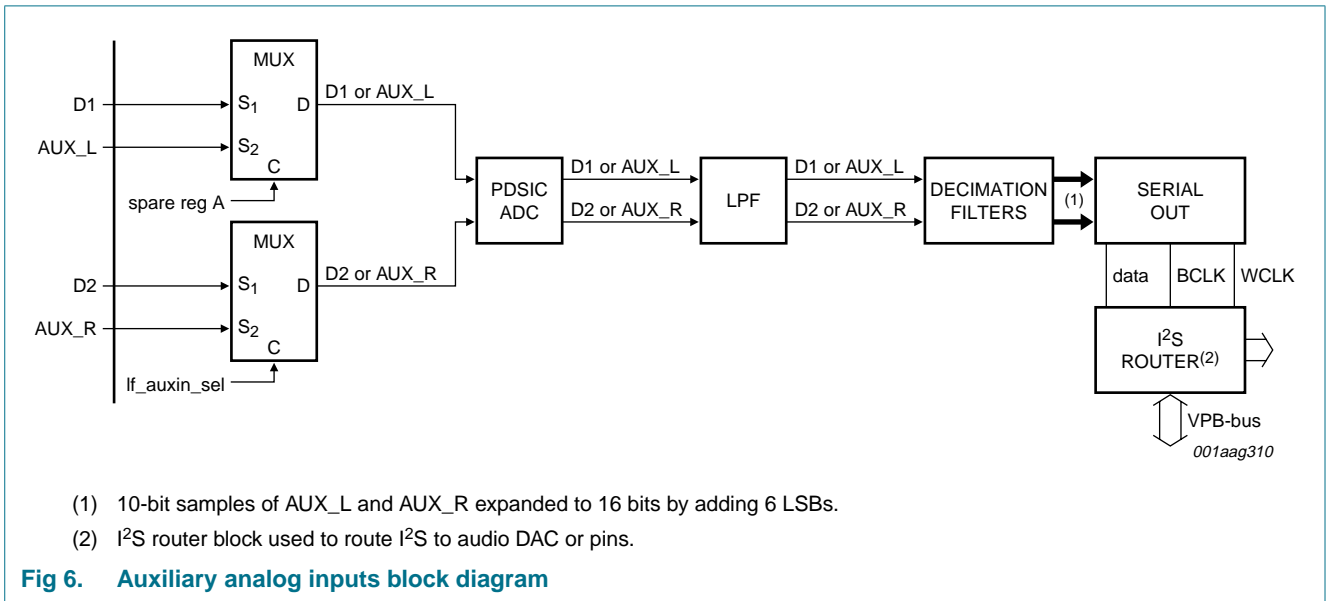 MUX
D1
S1
D
D1 or AUX_L
AUX_L
S2
C
spare reg A
MUX
D2
S1
D
D2 or AUX_R
AUX_R
S2
C
lf_auxin_sel
PDSIC
ADC
D1 or AUX_L
D2 or AUX_R
LPF
D1 or AUX_L
D2 or AUX_R
DECIMATION
FILTERS
(1)
SERIAL
OUT
data
BCLK
WCLK
I2S
ROUTER(2)
VPB-bus
001aag310
(1) 10-bit samples of AUX_L and AUX_R expanded to 16 bits by adding 6 LSBs.
(2) I2S router block used to route I2S to audio DAC or pins.
Fig 6. Auxiliary analog inputs block diagram